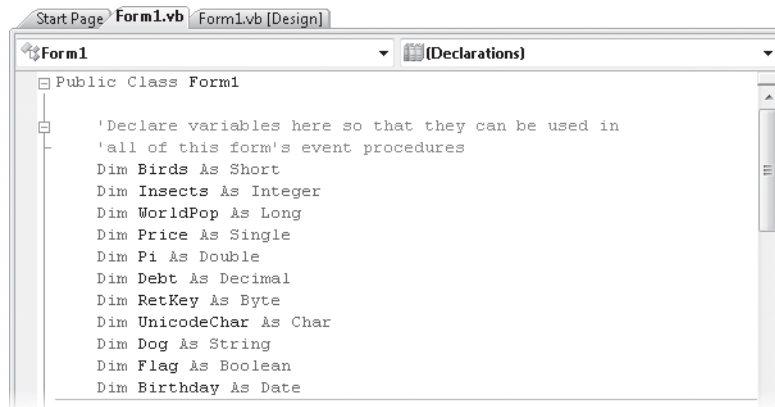 Start Page Form1.vb Form1.vb [Design]
Form1 (Declarations)
Public Class Form1
'Declare variables here so that they can be used in
'all of this form's event procedures
Dim Birds As Short
Dim Insects As Integer
Dim WorldPop As Long
Dim Price As Single
Dim Pi As Double
Dim Debt As Decimal
Dim RetKey As Byte
Dim UnicodeChar As Char
Dim Dog As String
Dim Flag As Boolean
Dim Birthday As Date